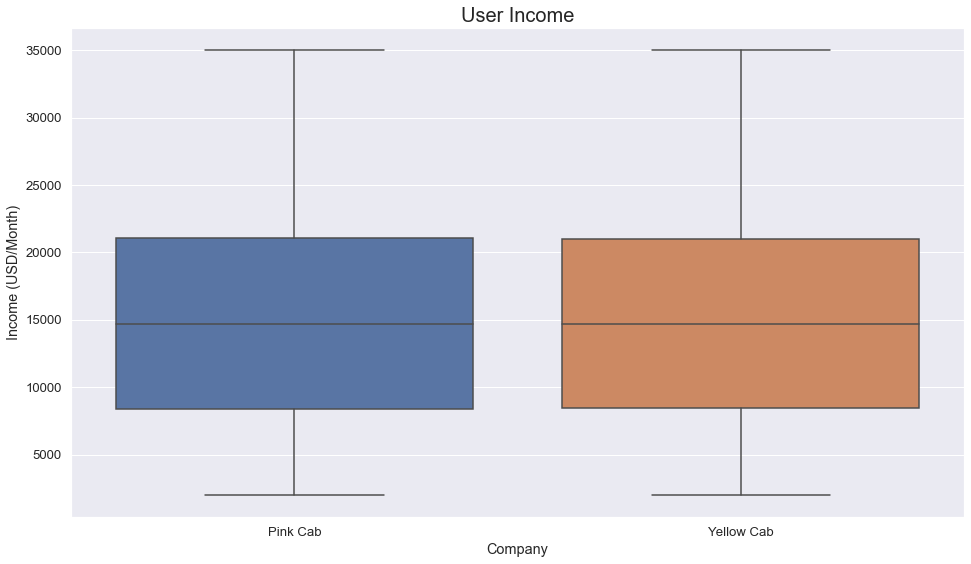 User Income
Income (USD/Month)
35000
30000
25000
20000
15000
10000
5000
Pink Cab
Yellow Cab
Company